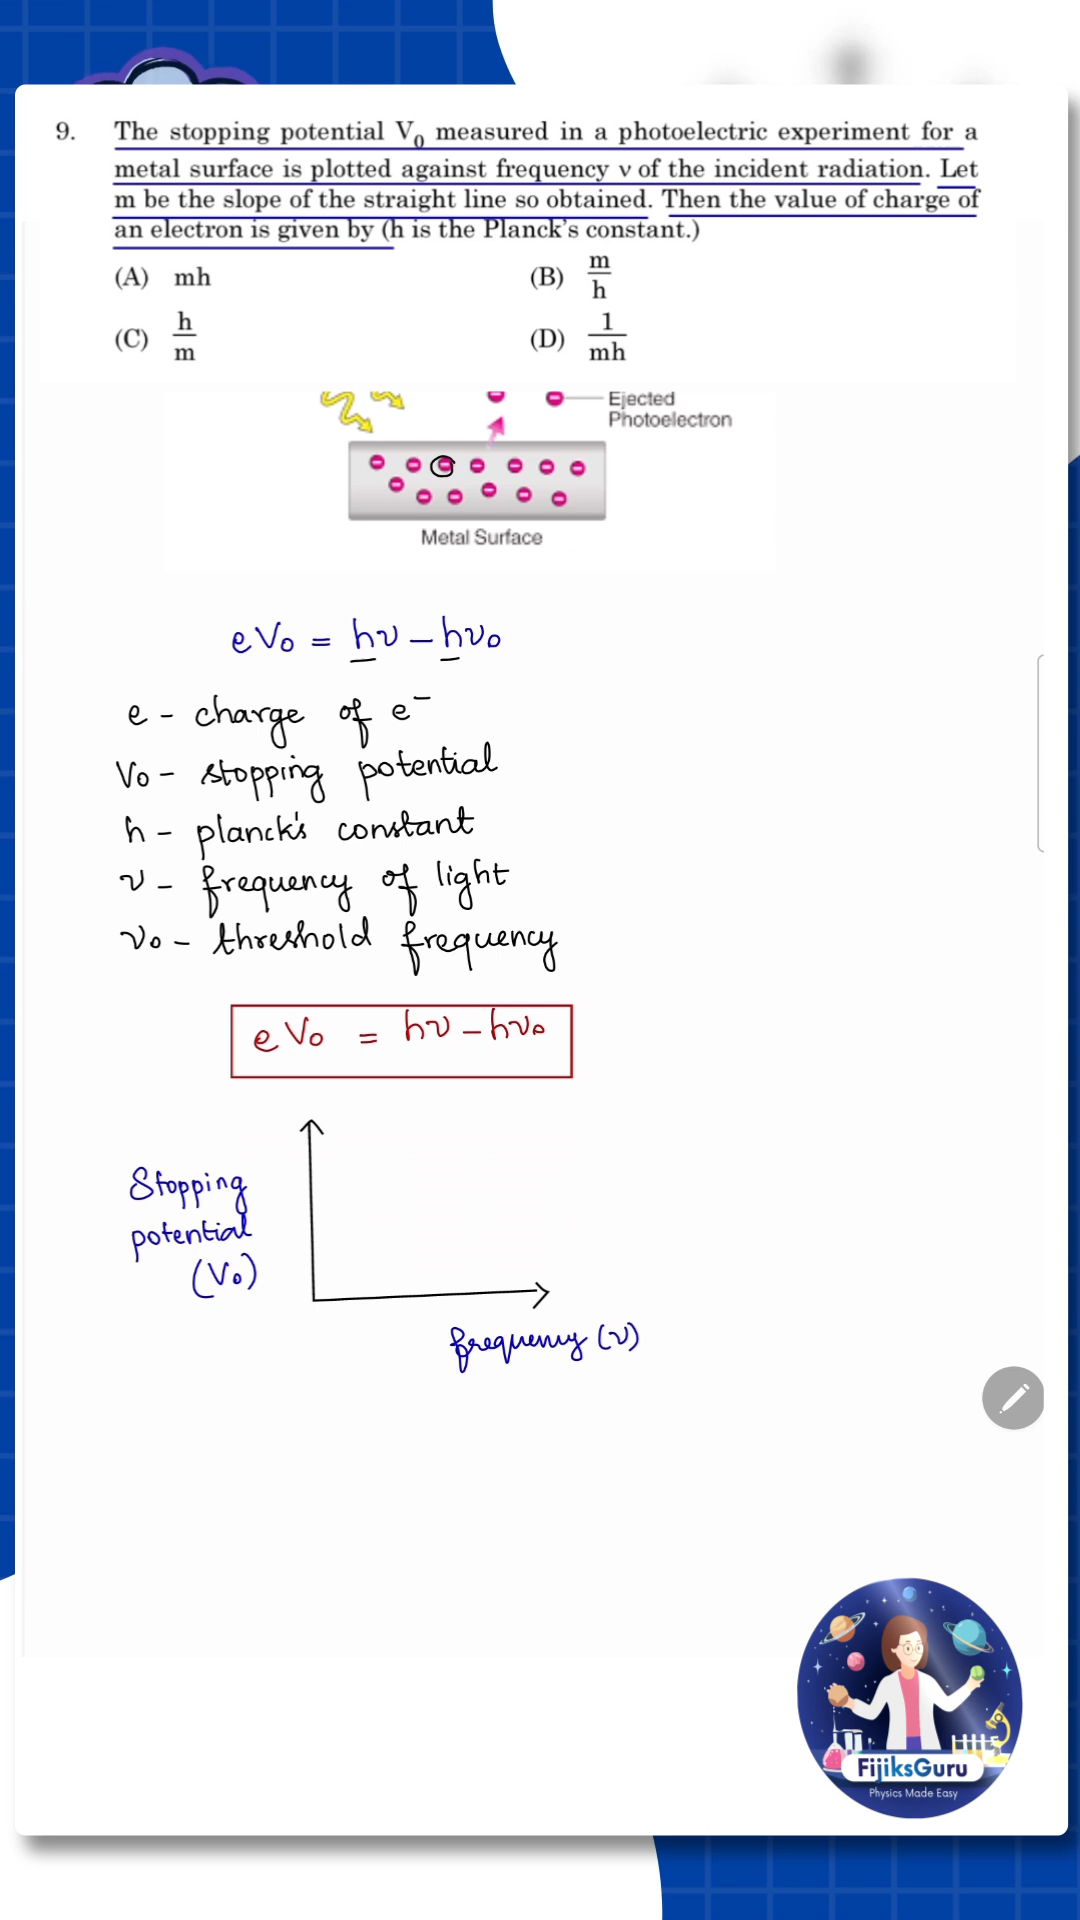 9. The stopping potential V₀ measured in a photoelectric experiment for a
metal surface is plotted against frequency ν of the incident radiation. Let
m be the slope of the straight line so obtained. Then the value of charge of
an electron is given by (h is the Planck's constant.)
(A) mh
(B) m/h
(C) h/m
(D) 1/mh
Ejected
Photoelectron
Metal Surface
eV₀ = hν – hν₀
e - charge of e⁻
V₀ - stopping potential
h - planck's constant
ν - frequency of light
ν₀ - threshold frequency
eV₀ = hν – hν₀
Stopping
potential
(V₀)
frequency (ν)
FijiksGuru
Physics Made Easy